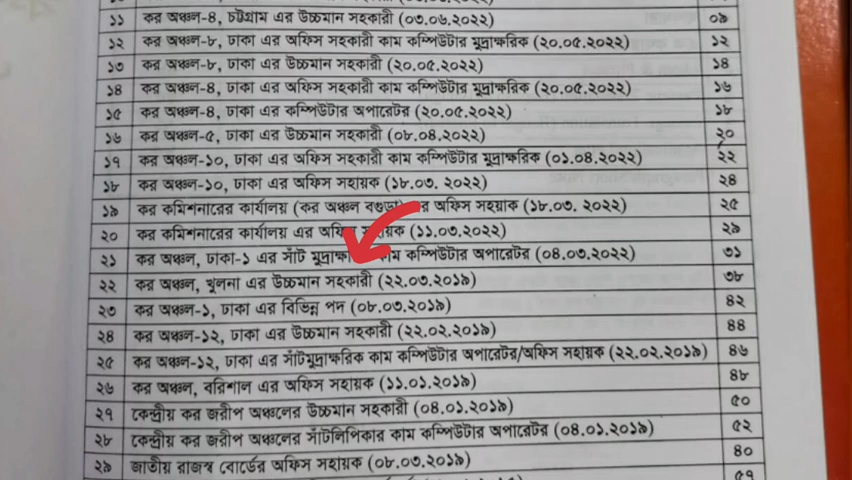 ১১ কর অঞ্চল-৪, চট্টগ্রাম এর উচ্চমান সহকারী (০৩.০৬.২০২২) ০৯
১২ কর অঞ্চল-৮, ঢাকা এর অফিস সহকারী কাম কম্পিউটার মুদ্রাক্ষরিক (২০.০৫.২০২২) ১২
১৩ কর অঞ্চল-৮, ঢাকা এর উচ্চমান সহকারী (২০.০৫.২০২২) ১৪
১৪ কর অঞ্চল-৪, ঢাকা এর অফিস সহকারী কাম কম্পিউটার মুদ্রাক্ষরিক (২০.০৫.২০২২) ১৬
১৫ কর অঞ্চল-৪, ঢাকা এর কম্পিউটার অপারেটর (২০.০৫.২০২২) ১৮
১৬ কর অঞ্চল-৫, ঢাকা এর উচ্চমান সহকারী (০৮.০৪.২০২২) ২০
১৭ কর অঞ্চল-১০, ঢাকা এর অফিস সহকারী কাম কম্পিউটার মুদ্রাক্ষরিক (০১.০৪.২০২২) ২২
১৮ কর অঞ্চল-১০, ঢাকা এর অফিস সহায়ক (১৮.০৩. ২০২২) ২৪
১৯ কর কমিশনারের কার্যালয় (কর অঞ্চল বগুড়া) এর অফিস সহয়াক (১৮.০৩. ২০২২) ২৫
২০ কর কমিশনারের কার্যালয় এর অফিস সহায়ক (১১.০৩.২০২২) ২৯
২১ কর অঞ্চল, ঢাকা-১ এর সাঁট কাম কম্পিউটার অপারেটর (০৪.০৩.২০২২) ৩১
২২ কর অঞ্চল, খুলনা এর উচ্চমান সহকারী (২২.০৩.২০১৯) ৩৮
২৩ কর অঞ্চল-১, ঢাকা এর বিভিন্ন পদ (০৮.০৩.২০১৯) ৪২
২৪ কর অঞ্চল-১২, ঢাকা এর উচ্চমান সহকারী (২২.০২.২০১৯) ৪৪
২৫ কর অঞ্চল-১২, ঢাকা এর সাঁটমুদ্রাক্ষরিক কাম কম্পিউটার অপারেটর/অফিস সহায়ক (২২.০২.২০১৯) ৪৬
২৬ কর অঞ্চল, বরিশাল এর অফিস সহায়ক (১১.০১.২০১৯) ৪৮
২৭ কেন্দ্রীয় কর জরীপ অঞ্চলের উচ্চমান সহকারী (০৪.০১.২০১৯) ৫০
২৮ কেন্দ্রীয় কর জরীপ অঞ্চলের সাঁটলিপিকার কাম কম্পিউটার অপারেটর (০৪.০১.২০১৯) ৫২
২৯ জাতীয় রাজস্ব বোর্ডের অফিস সহায়ক (০৮.০৩.২০১৯) ৪০